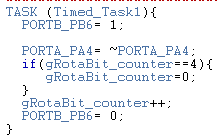 TASK (Timed_Task1){
PORTB_PB6= 1;
PORTA_PA4= ~PORTA_PA4;
if(gRotaBit_counter==4){
gRotaBit_counter=0;
}
gRotaBit_counter++;
PORTB_PB6= 0;
}